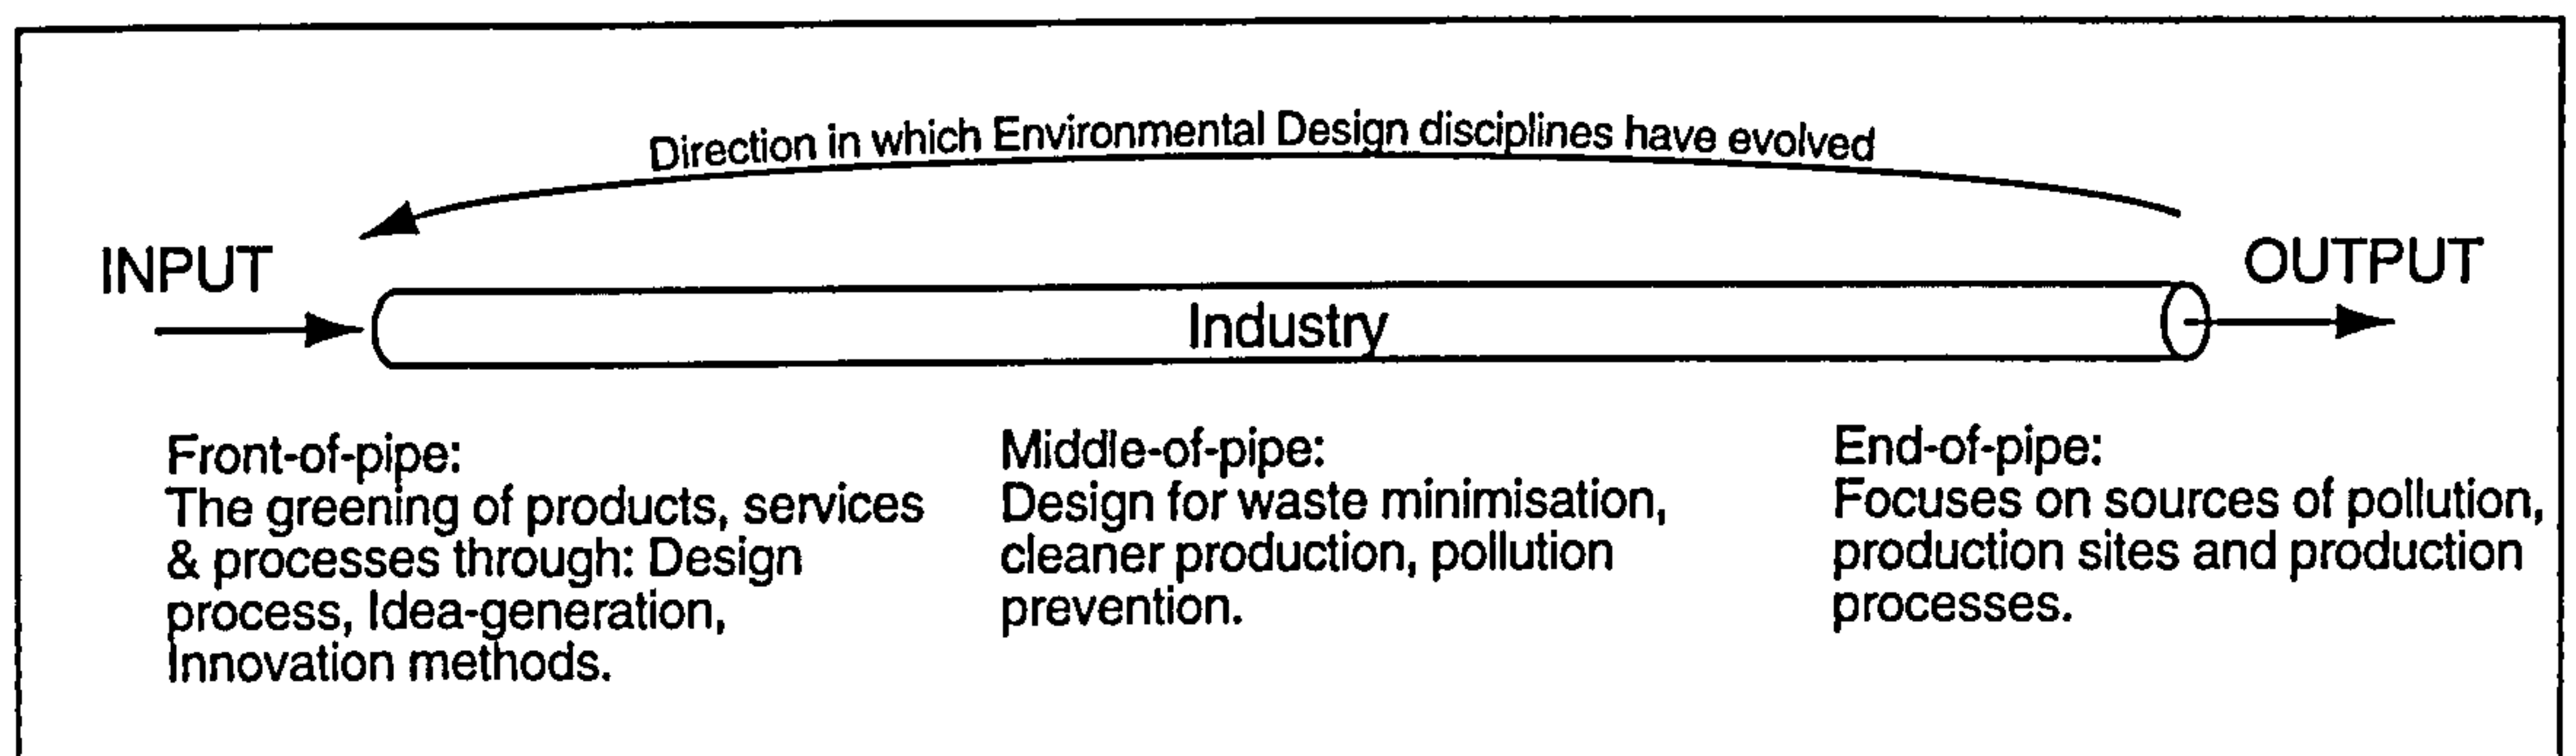 Direction in which Environmental Design disciplines have evolved
INPUT
OUTPUT
Industry
Front-of-pipe:
The greening of products, services
& processes through: Design
process, Idea-generation,
Innovation methods.
Middle-of-pipe:
Design for waste minimisation,
cleaner production, pollution
prevention.
End-of-pipe:
Focuses on sources of pollution,
production sites and production
processes.